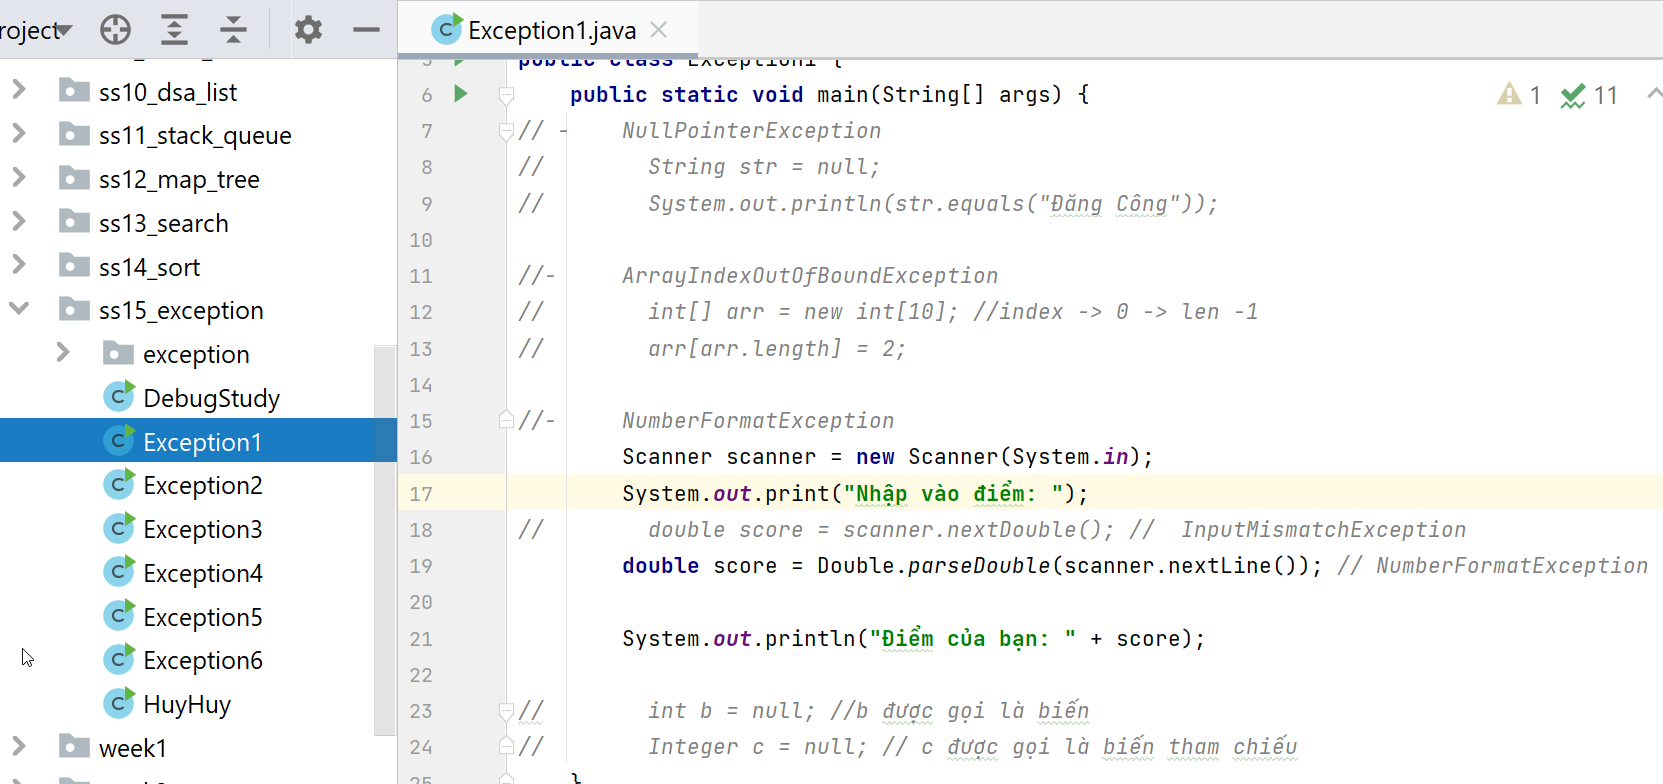 roject
ss10_dsa_list
ss11_stack_queue
ss12_map_tree
ss13_search
ss14_sort
ss15_exception
exception
DebugStudy
Exception1
Exception2
Exception3
Exception4
Exception5
Exception6
HuyHuy
week1
Exception1.java
1 11
5 public class Exception1 {
6 public static void main(String[] args) {
7 // - NullPointerException
8 // String str = null;
9 // System.out.println(str.equals("Đăng Công"));
10
11 //- ArrayIndexOutOfBoundException
12 // int[] arr = new int[10]; //index -> 0 -> len -1
13 // arr[arr.length] = 2;
14
15 //- NumberFormatException
16 Scanner scanner = new Scanner(System.in);
17 System.out.print("Nhập vào điểm: ");
18 // double score = scanner.nextDouble(); // InputMismatchException
19 double score = Double.parseDouble(scanner.nextLine()); // NumberFormatException
20
21 System.out.println("Điểm của bạn: " + score);
22
23 // int b = null; //b được gọi là biến
24 // Integer c = null; // c được gọi là biến tham chiếu
25 }